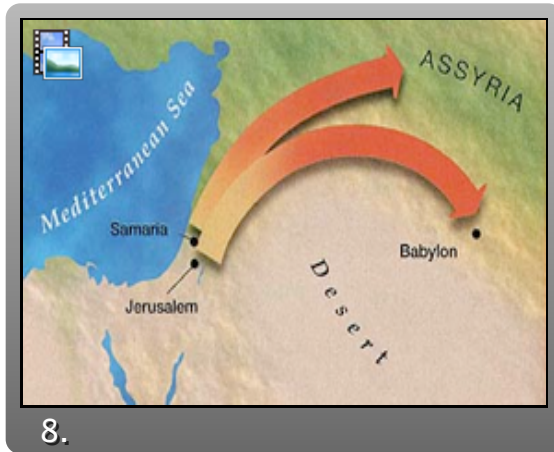 ASSYRIA
Mediterranean Sea
Samaria
Babylon
Jerusalem
Desert
8.